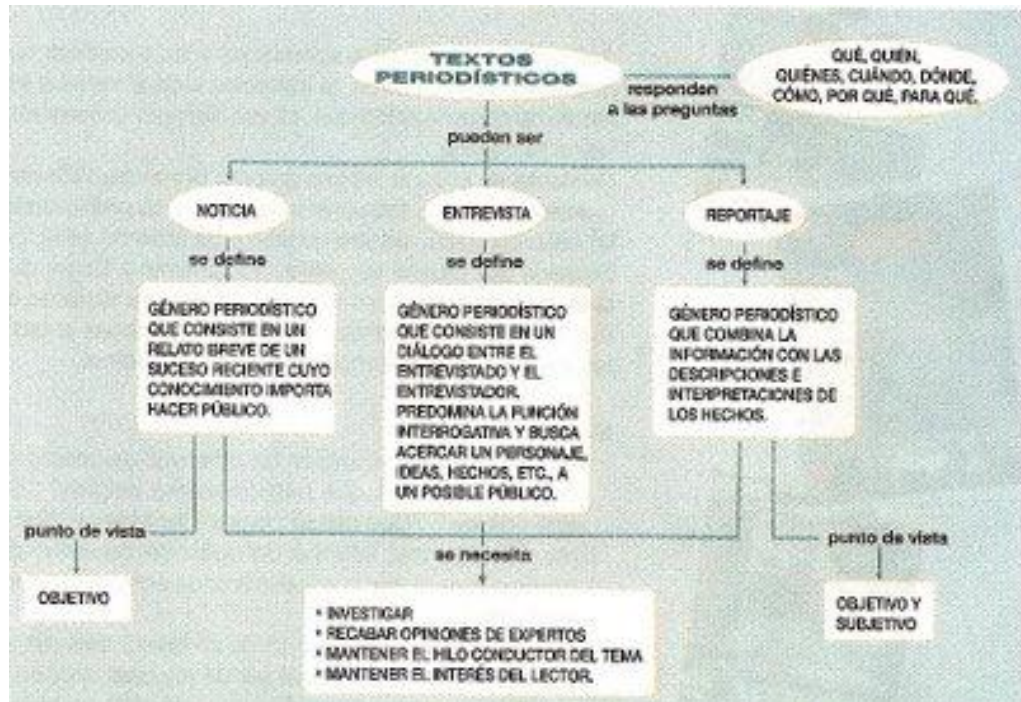 TEXTOS
PERIODÍSTICOS
responden
a las preguntas
QUÉ, QUIÉN,
QUIÉNES, CUÁNDO, DÓNDE,
CÓMO, POR QUÉ, PARA QUÉ.
pueden ser
NOTICIA
ENTREVISTA
REPORTAJE
se define
se define
se define
GÉNERO PERIODÍSTICO
QUE CONSISTE EN UN
RELATO BREVE DE UN
SUCESO RECIENTE CUYO
CONOCIMIENTO IMPORTA
HACER PÚBLICO.
GÉNERO PERIODÍSTICO
QUE CONSISTE EN UN
DIÁLOGO ENTRE EL
ENTREVISTADO Y EL
ENTREVISTADOR.
PREDOMINA LA FUNCIÓN
INTERROGATIVA Y BUSCA
ACERCAR UN PERSONAJE,
IDEAS, HECHOS, ETC., A
UN POSIBLE PÚBLICO.
GÉNERO PERIODÍSTICO
QUE COMBINA LA
INFORMACIÓN CON LAS
DESCRIPCIONES E
INTERPRETACIONES DE
LOS HECHOS.
punto de vista
se necesita
punto de vista
OBJETIVO
• INVESTIGAR
• RECABAR OPINIONES DE EXPERTOS
• MANTENER EL HILO CONDUCTOR DEL TEMA
• MANTENER EL INTERÉS DEL LECTOR.
OBJETIVO Y
SUBJETIVO